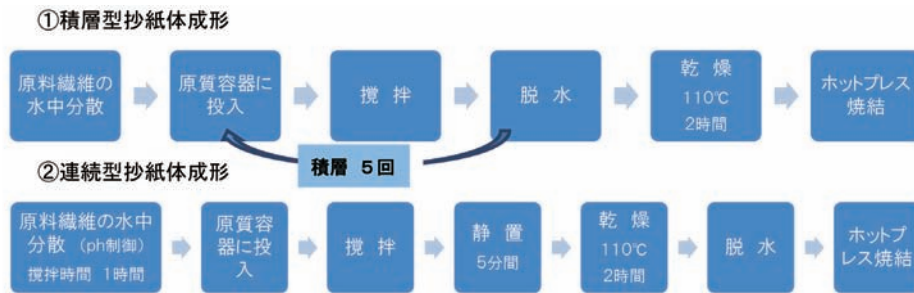 ①積層型抄紙体成形
原料繊維の
水中分散
原質容器に
投入
撹 拌
脱 水
乾 燥
110℃
2時間
ホットプレス
焼結
積層 5回
②連続型抄紙体成形
原料繊維の水中
分散 (ph制御)
撹拌時間 1時間
原質容
器に投
入
撹 拌
静 置
5分間
乾 燥
110℃
2時間
脱 水
ホットプ
レス焼結